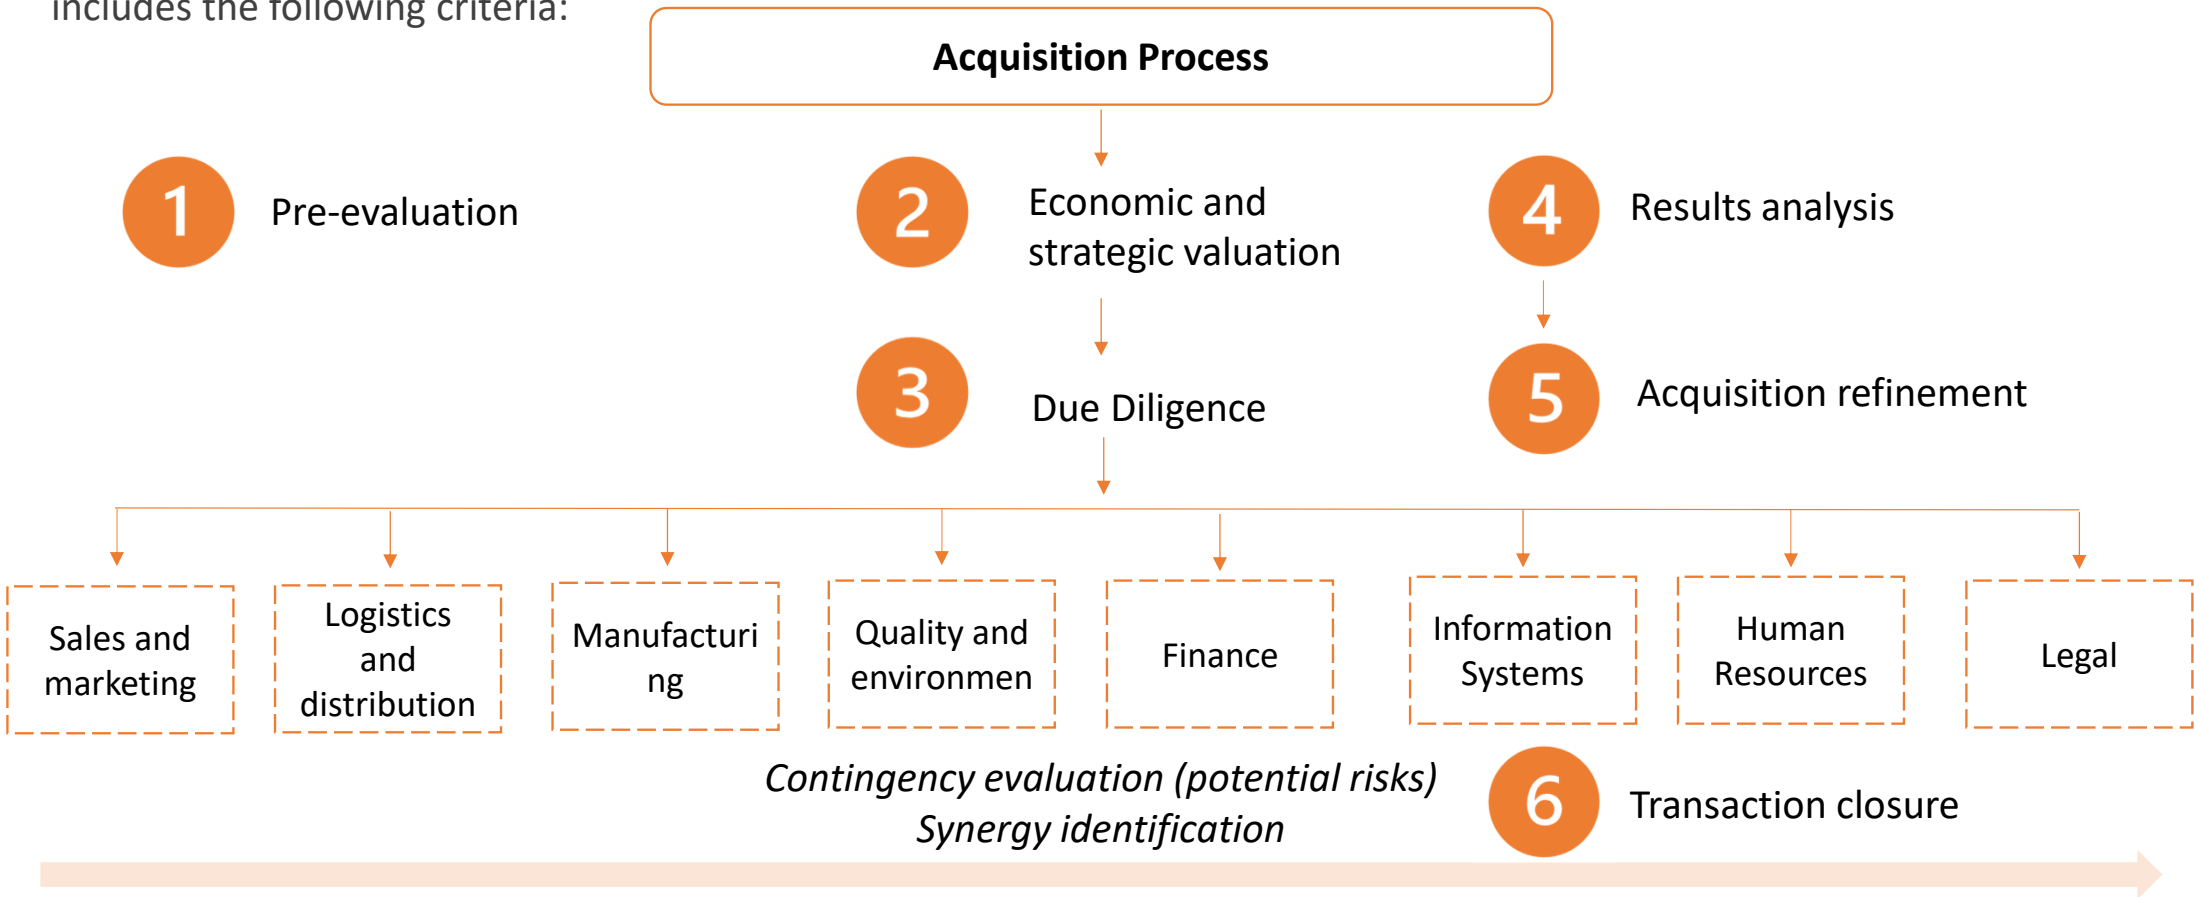 includes the following criteria:
Acquisition Process
1
Pre-evaluation
2
Economic and
strategic valuation
3
Due Diligence
4
Results analysis
5
Acquisition refinement
Sales and
marketing
Logistics
and
distribution
Manufacturi
ng
Quality and
environmen
Finance
Information
Systems
Human
Resources
Legal
Contingency evaluation (potential risks)
Synergy identification
6
Transaction closure